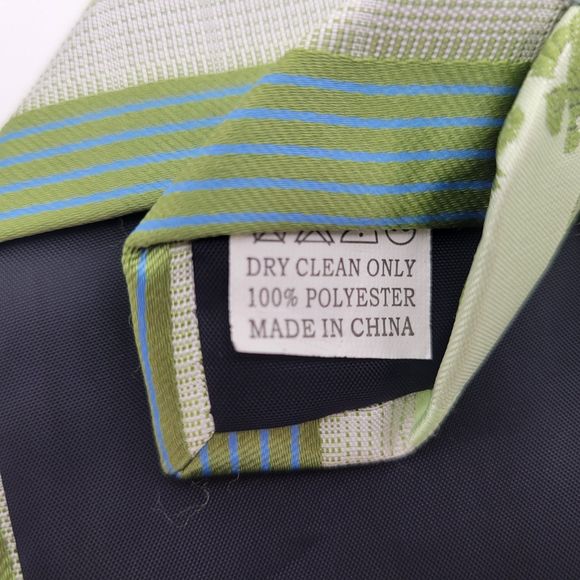 DRY CLEAN ONLY
100% POLYESTER
MADE IN CHINA